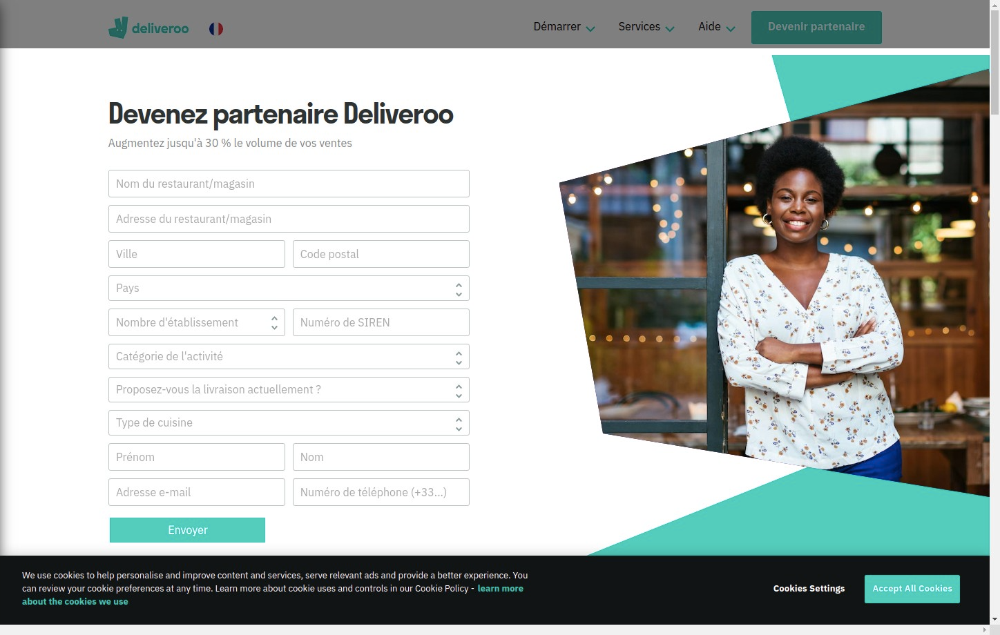 deliveroo
Démarrer
Services
Aide
Devenir partenaire
Devenez partenaire Deliveroo
Augmentez jusqu'à 30 % le volume de vos ventes
Nom du restaurant/magasin
Adresse du restaurant/magasin
Ville
Code postal
Pays
Nombre d'établissement
Numéro de SIREN
Catégorie de l'activité
Proposez-vous la livraison actuellement ?
Type de cuisine
Prénom
Nom
Adresse e-mail
Numéro de téléphone (+33...)
Envoyer
We use cookies to help personalise and improve content and services, serve relevant ads and provide a better experience. You
can review your cookie preferences at any time. Learn more about cookie uses and controls in our Cookie Policy - learn more
about the cookies we use
Cookies Settings
Accept All Cookies